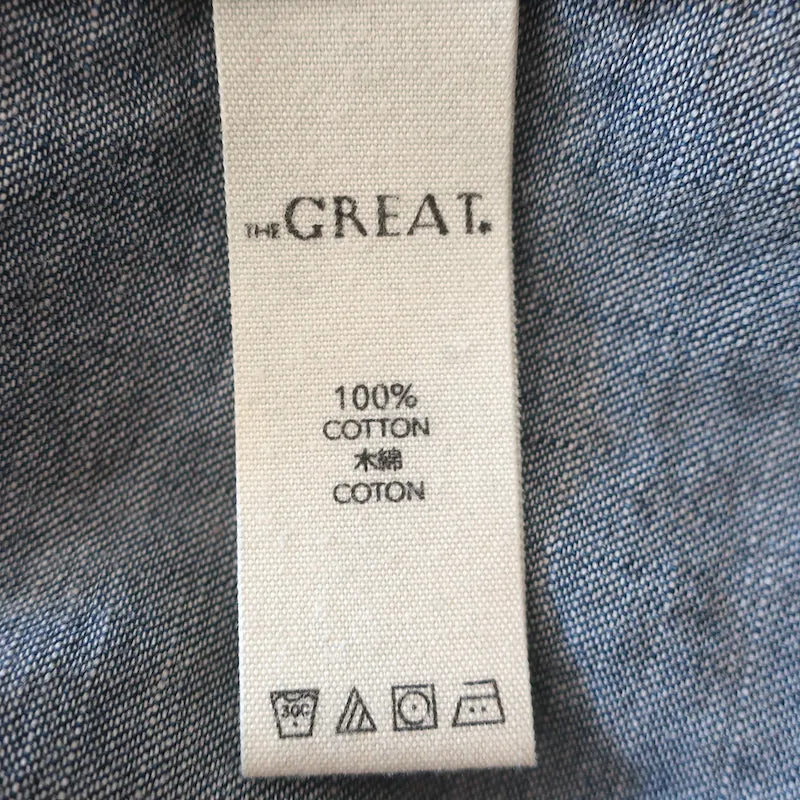 THE GREAT.
100%
COTTON
木綿
COTON
30C